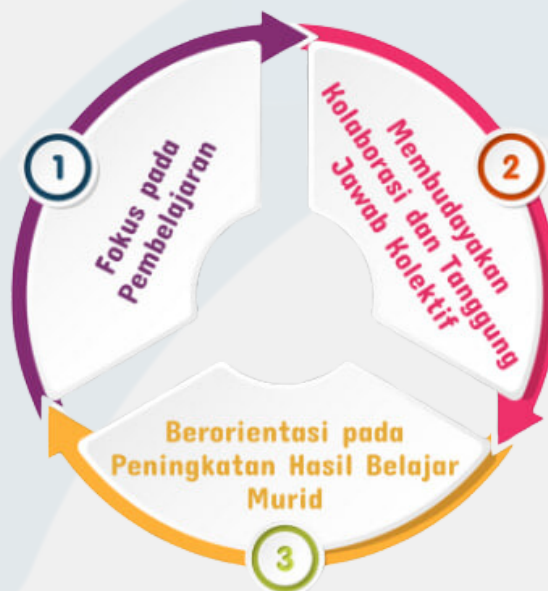 1
Fokus pada
Pembelajaran
2
Membudayakan
Kolaborasi dan Tanggung
Jawab Kolektif
Berorientasi pada
Peningkatan Hasil Belajar
Murid
3